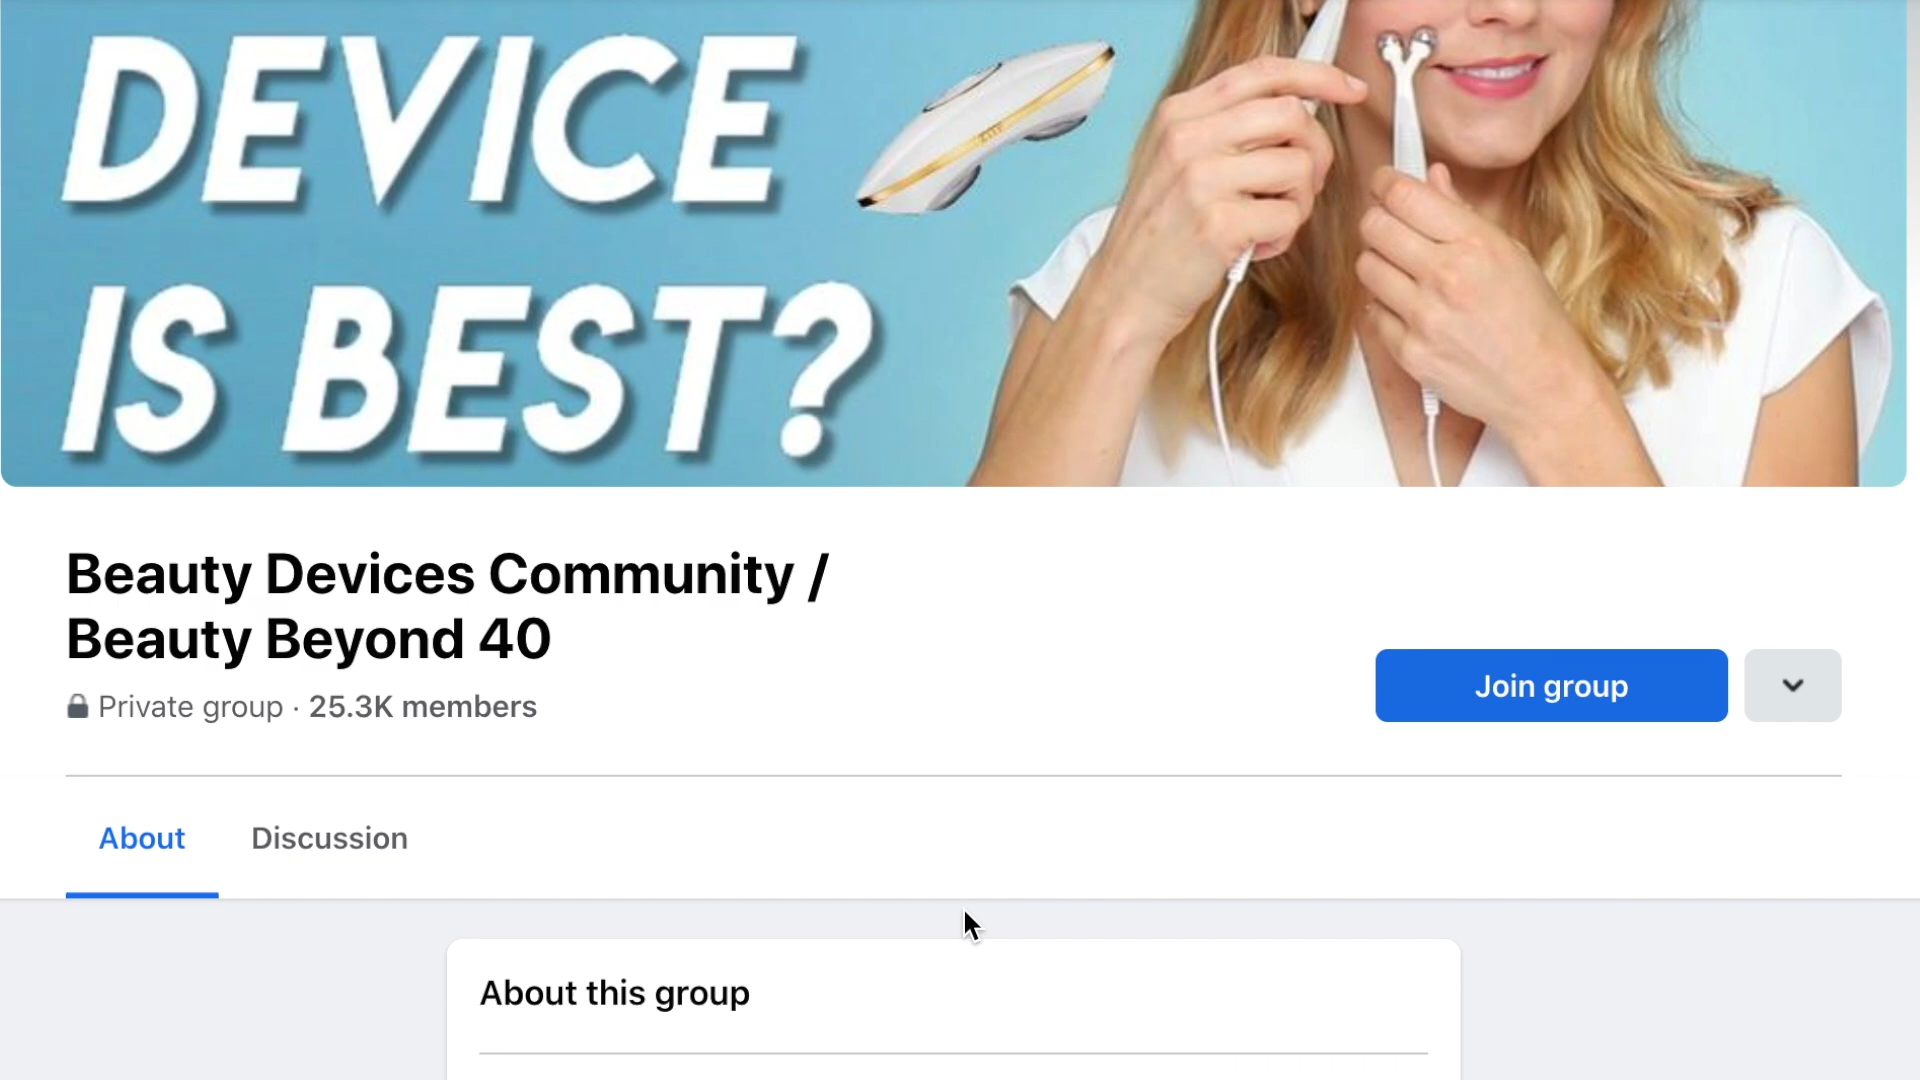 DEVICE
IS BEST?
Beauty Devices Community /
Beauty Beyond 40
Private group · 25.3K members
Join group
About
Discussion
About this group